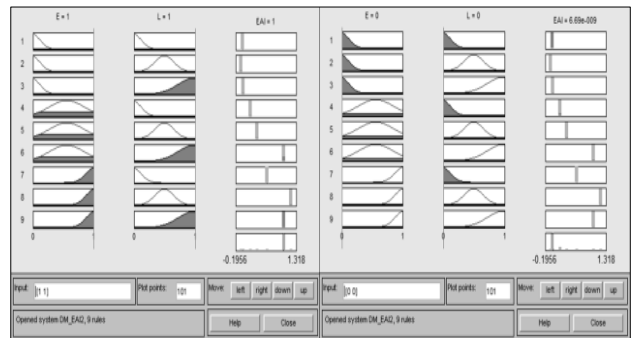 E = 1
L = 1
EAI = 1
1
2
3
4
5
6
7
8
9
0
1
0
1
-0.1956
1.318
Input:
[1 1]
Plot points:
101
Move:
left
right
down
up
Opened system DM_EAI2, 9 rules
Help
Close
E = 0
L = 0
EAI = 6.69e-009
1
2
3
4
5
6
7
8
9
0
1
0
1
-0.1956
1.318
Input:
[0 0]
Plot points:
101
Move:
left
right
down
up
Opened system DM_EAI2, 9 rules
Help
Close